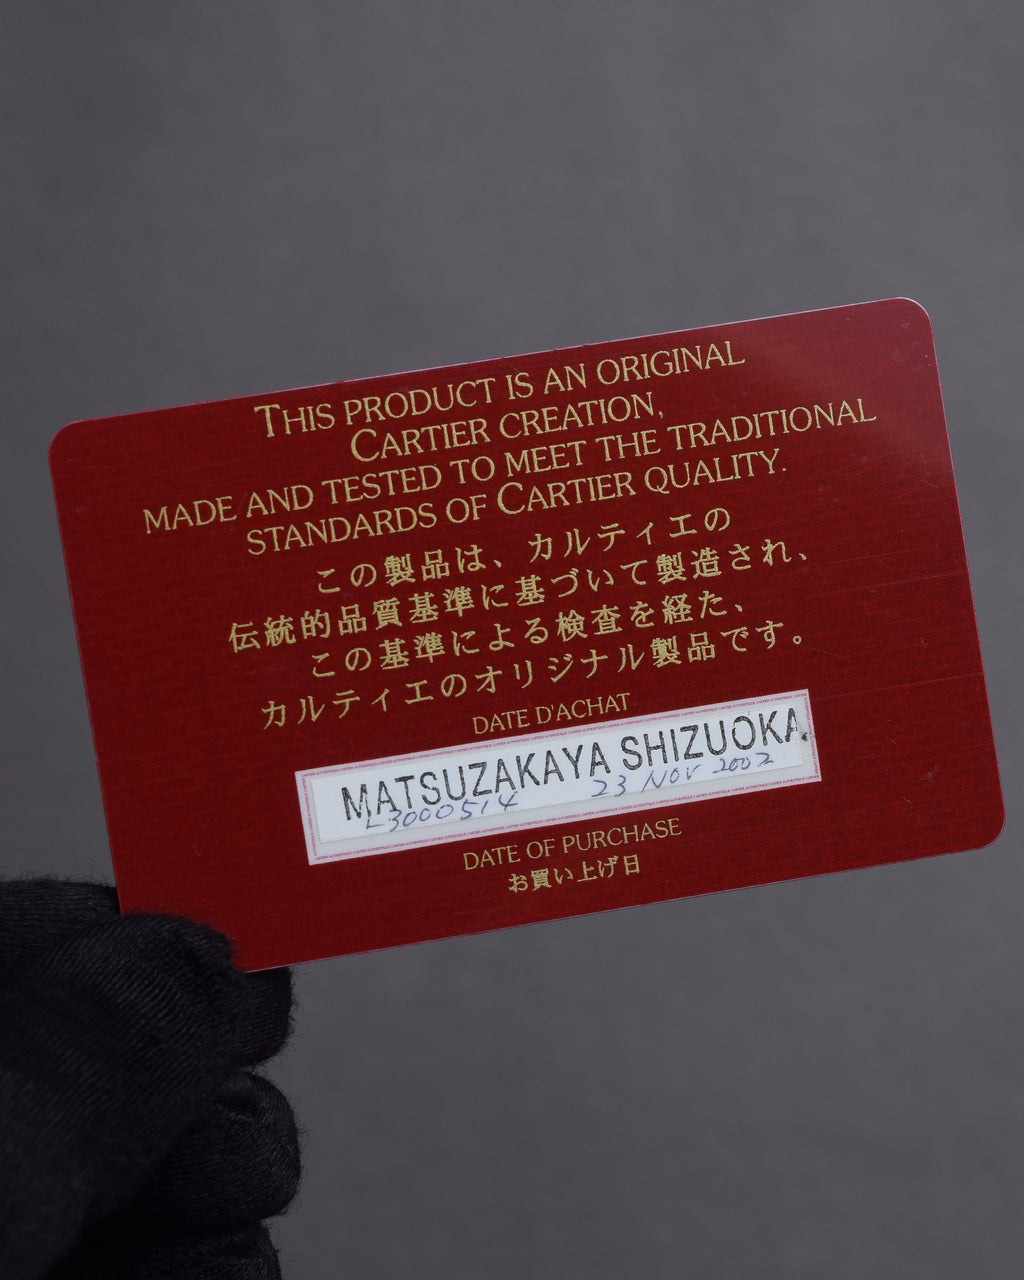 THIS PRODUCT IS AN ORIGINAL
CARTIER CREATION,
MADE AND TESTED TO MEET THE TRADITIONAL
STANDARDS OF CARTIER QUALITY.
この製品は、カルティエの
伝統的品質基準に基づいて製造され、
この基準による検査を経た、
カルティエのオリジナル製品です。
DATE D'ACHAT
MATSUZAKAYA SHIZUOKA.
L3000514 23 NOV 2002
DATE OF PURCHASE
お買い上げ日